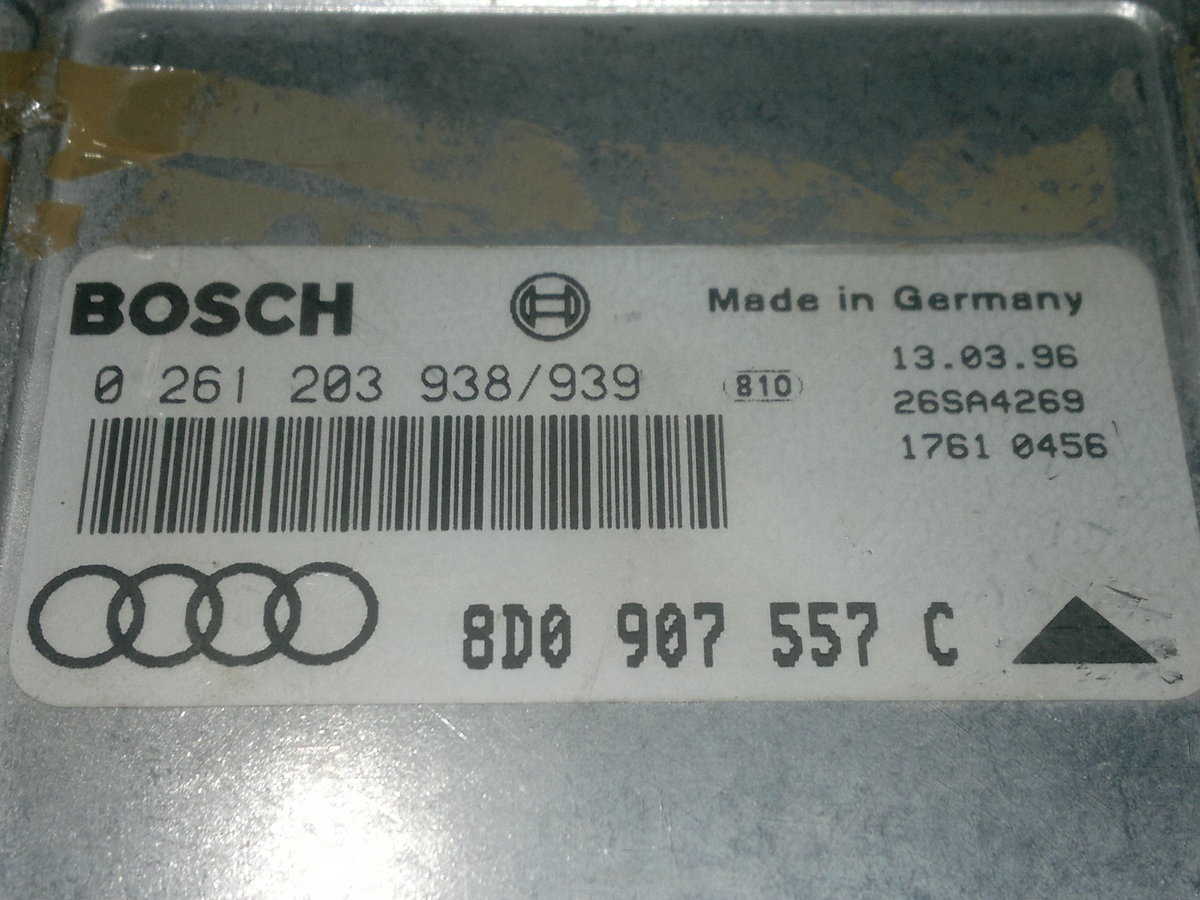 BOSCH
Made in Germany
0 261 203 938/939
810
13.03.96
26SA4269
1761 0456
8D0 907 557 C